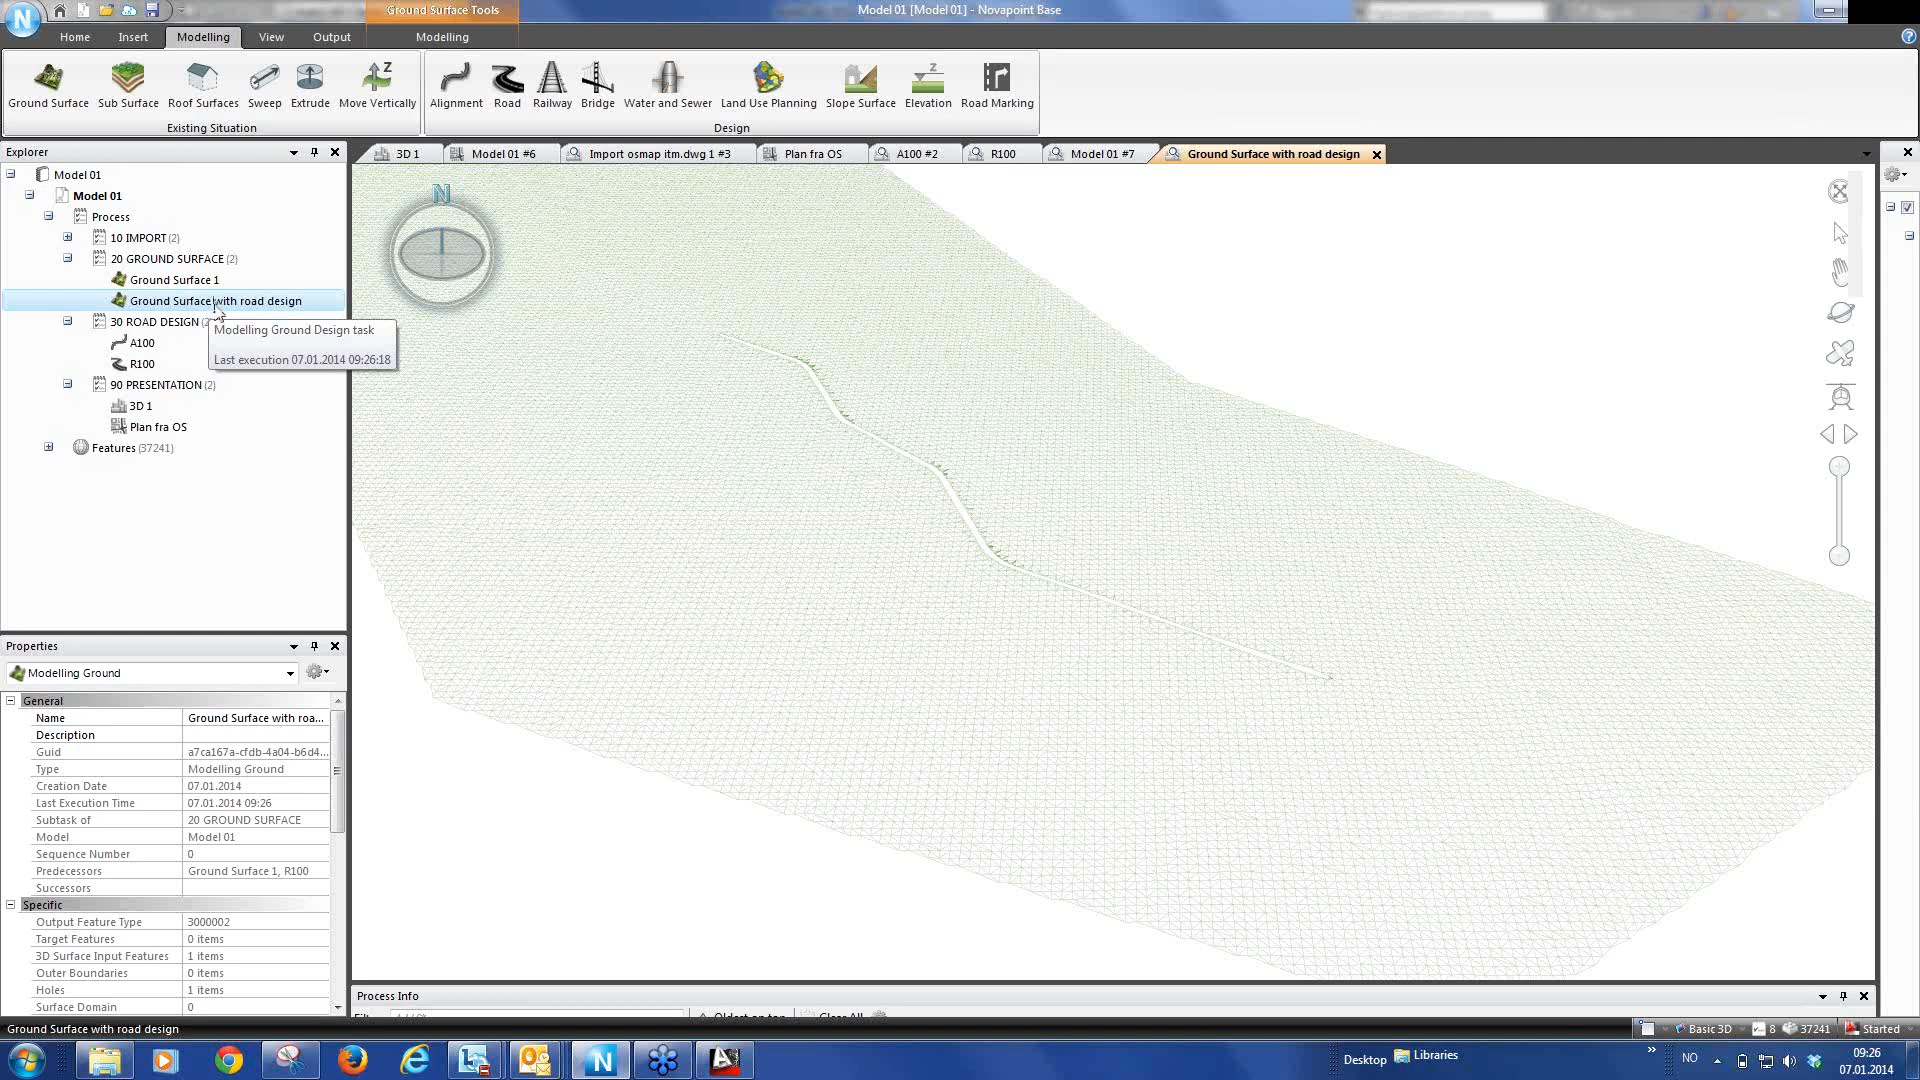 Ground Surface Tools
Model 01 [Model 01] - Novapoint Base
Home Insert Modelling View Output Modelling
Ground Surface Sub Surface Roof Surfaces Sweep Extrude Move Vertically Alignment Road Railway Bridge Water and Sewer Land Use Planning Slope Surface Elevation Road Marking
Existing Situation Design
Explorer
3D 1 Model 01 #6 Import osmap itm.dwg 1 #3 Plan fra OS A100 #2 R100 Model 01 #7 Ground Surface with road design
Model 01
Model 01
Process
10 IMPORT (2)
20 GROUND SURFACE (2)
Ground Surface 1
Ground Surface with road design
30 ROAD DESIGN
Modelling Ground Design task
Last execution 07.01.2014 09:26:18
A100
R100
90 PRESENTATION (2)
3D 1
Plan fra OS
Features (37241)
N
Properties
Modelling Ground
General
Name Ground Surface with roa...
Description
Guid a7ca167a-cfdb-4a04-b6d4...
Type Modelling Ground
Creation Date 07.01.2014
Last Execution Time 07.01.2014 09:26
Subtask of 20 GROUND SURFACE
Model Model 01
Sequence Number 0
Predecessors Ground Surface 1, R100
Successors
Specific
Output Feature Type 3000002
Target Features 0 items
3D Surface Input Features 1 items
Outer Boundaries 0 items
Holes 1 items
Surface Domain 0
Process Info
Oldest on top Clear All
Ground Surface with road design
Basic 3D 8 37241 Started
Desktop Libraries
NO
09:26
07.01.2014